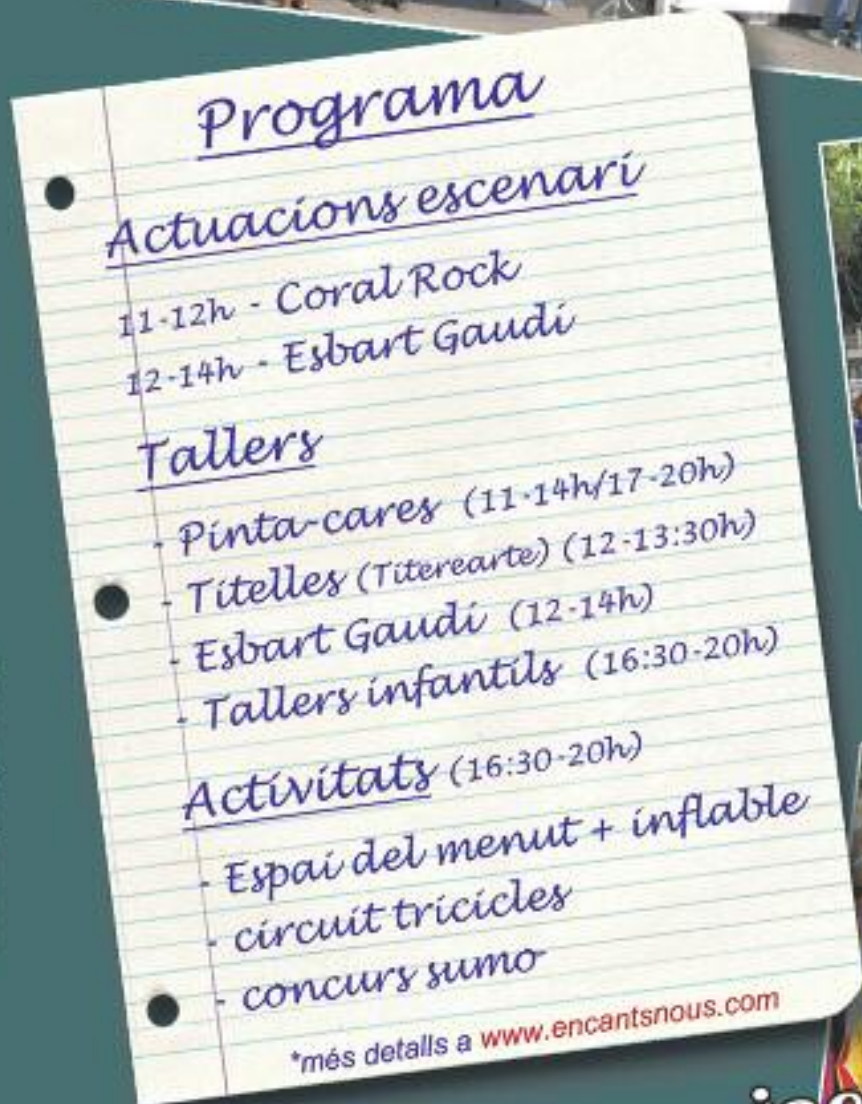 Programa
Actuacions escenari
11-12h - Coral Rock
12-14h - Esbart Gaudí
Tallers
- Pinta-cares (11-14h/17-20h)
- Titelles (Titerearte) (12-13:30h)
- Esbart Gaudí (12-14h)
- Tallers infantils (16:30-20h)
Activitats (16:30-20h)
- Espai del menut + inflable
- circuit tricicles
- concurs sumo
*més detalls a www.encantsnous.com